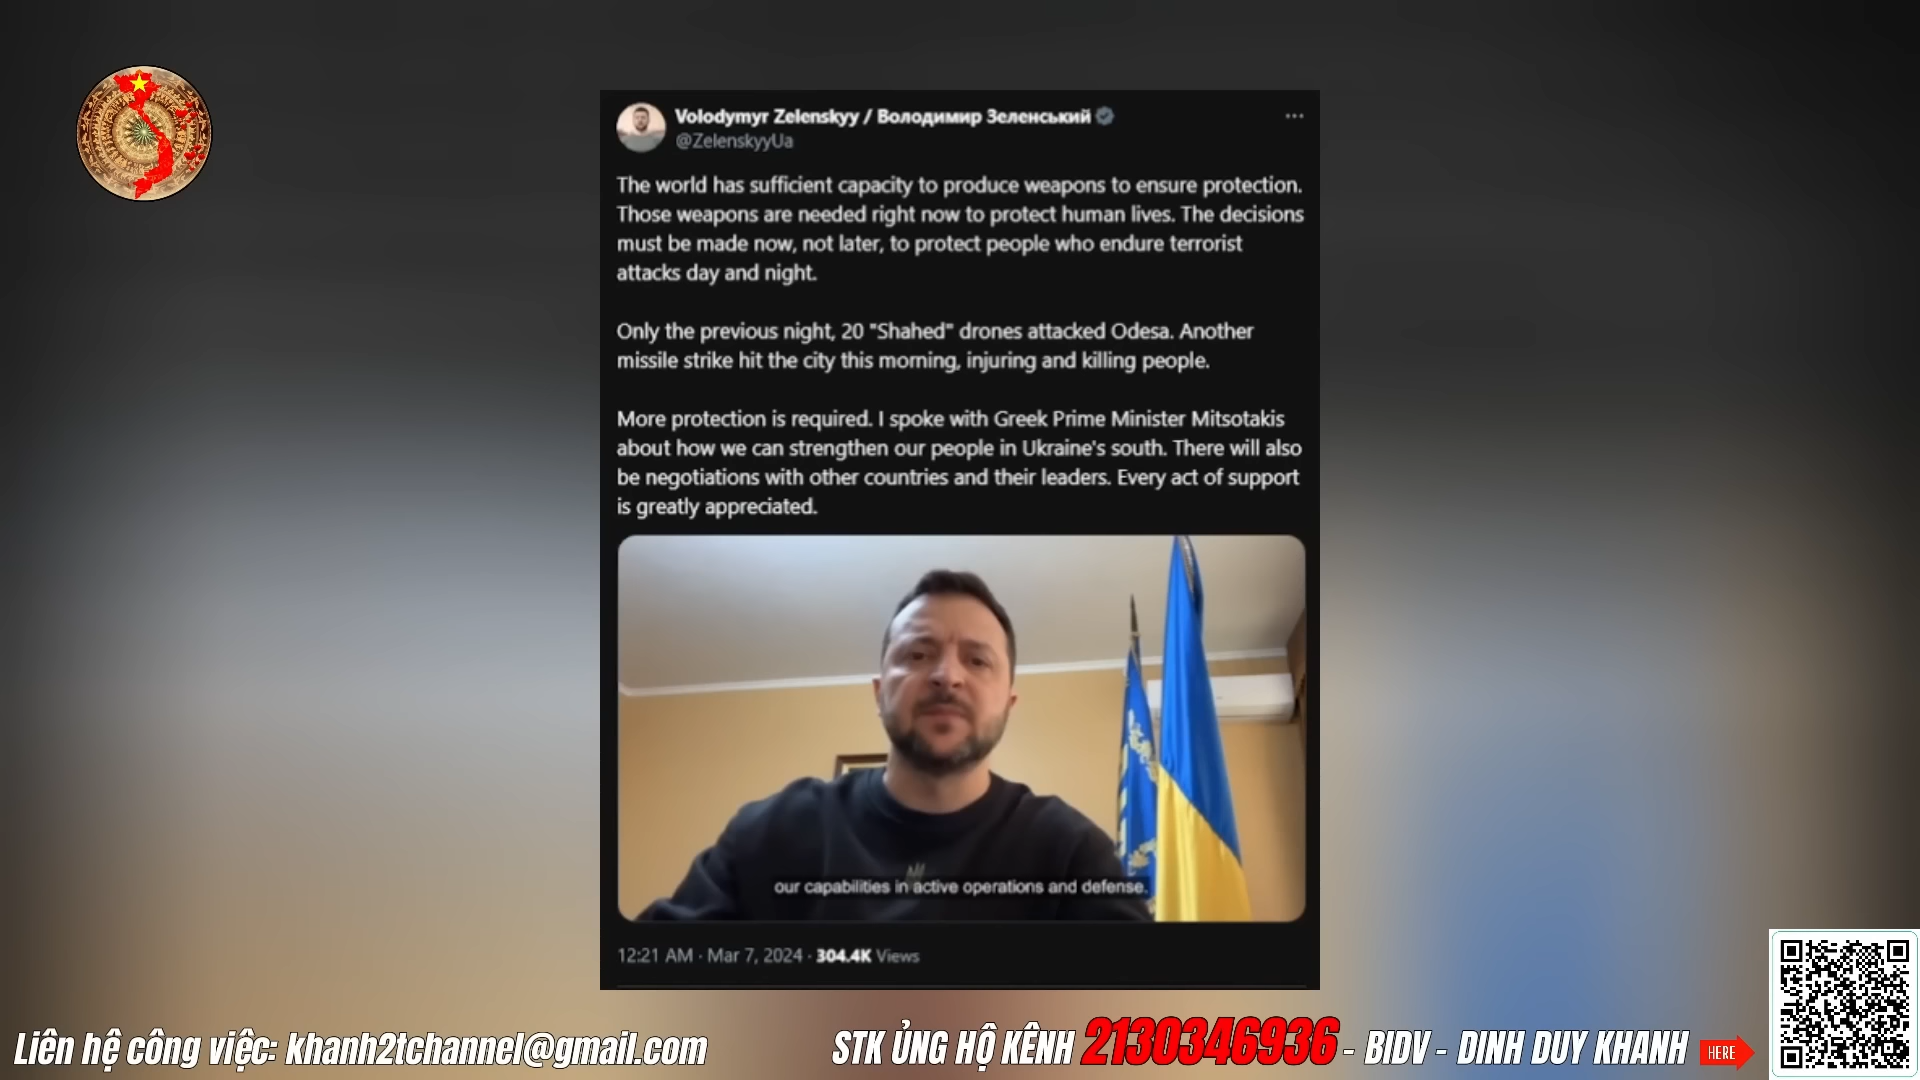 Volodymyr Zelenskyy / Володимир Зеленський
@ZelenskyyUa
The world has sufficient capacity to produce weapons to ensure protection.
Those weapons are needed right now to protect human lives. The decisions
must be made now, not later, to protect people who endure terrorist
attacks day and night.
Only the previous night, 20 "Shahed" drones attacked Odesa. Another
missile strike hit the city this morning, injuring and killing people.
More protection is required. I spoke with Greek Prime Minister Mitsotakis
about how we can strengthen our people in Ukraine's south. There will also
be negotiations with other countries and their leaders. Every act of support
is greatly appreciated.
our capabilities in active operations and defense.
12:21 AM · Mar 7, 2024 · 304.4K Views
Liên hệ công việc: khanh2tchannel@gmail.com
STK ỦNG HỘ KÊNH 2130346936 - BIDV - DINH DUY KHANH
HERE